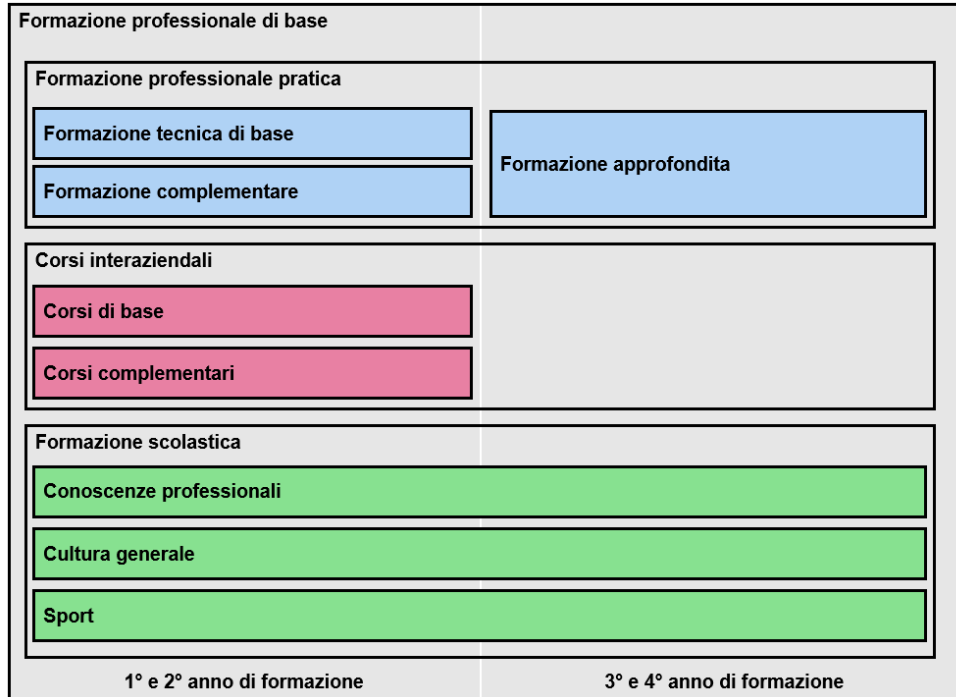 Formazione professionale di base
Formazione professionale pratica
Formazione tecnica di base
Formazione complementare
Formazione approfondita
Corsi interaziendali
Corsi di base
Corsi complementari
Formazione scolastica
Conoscenze professionali
Cultura generale
Sport
1° e 2° anno di formazione
3° e 4° anno di formazione